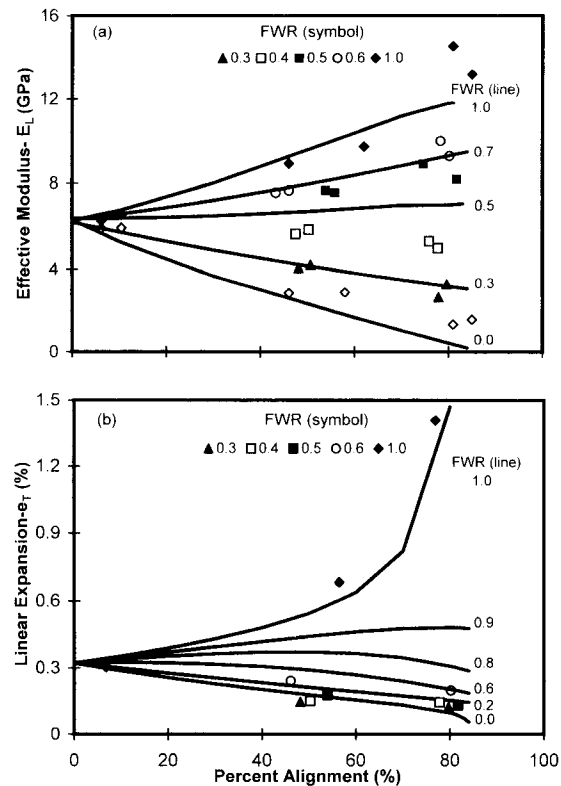 16
(a)
FWR (symbol)
▲ 0.3 □ 0.4 ■ 0.5 ○ 0.6 ◆ 1.0
FWR (line)
1.0
12
0.7
8
0.5
4
0.3
0.0
0
Effective Modulus- E_L (GPa)
1.5
(b)
FWR (symbol)
▲ 0.3 □ 0.4 ■ 0.5 ○ 0.6 ◆ 1.0
FWR (line)
1.0
1.2
0.9
0.9
0.6
0.8
0.3
0.6
0.2
0.0
0
Linear Expansion-e_T (%)
0 20 40 60 80 100
Percent Alignment (%)